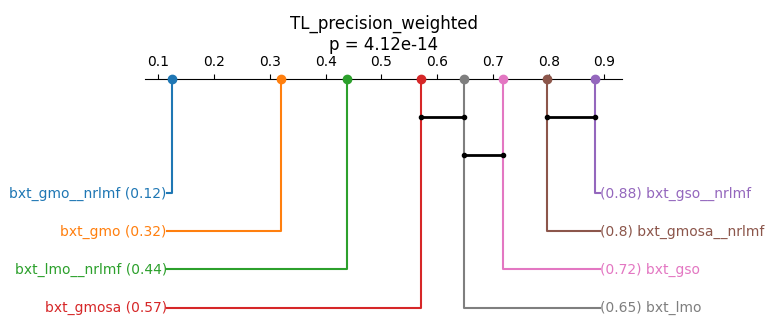 TL_precision_weighted
p = 4.12e-14
0.1 0.2 0.3 0.4 0.5 0.6 0.7 0.8 0.9
bxt_gmo__nrlmf (0.12)
(0.88) bxt_gso__nrlmf
bxt_gmo (0.32)
(0.8) bxt_gmosa__nrlmf
bxt_lmo__nrlmf (0.44)
(0.72) bxt_gso
bxt_gmosa (0.57)
(0.65) bxt_lmo